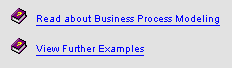 Read about Business Process Modeling
View Further Examples